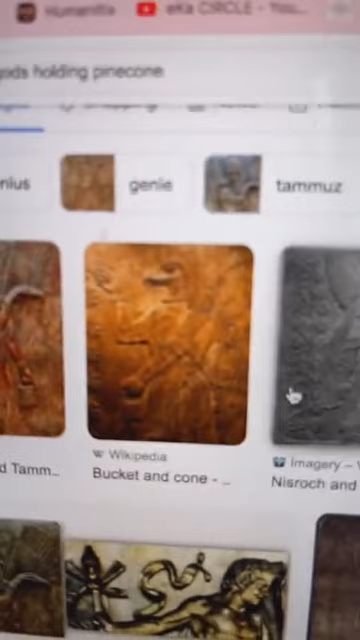 Humanitix
eKa CIRCLE - You...
gods holding pinecone
nius
genie
tammuz
d Tamm...
W Wikipedia
Bucket and cone - ...
Imagery –
Nisroch and